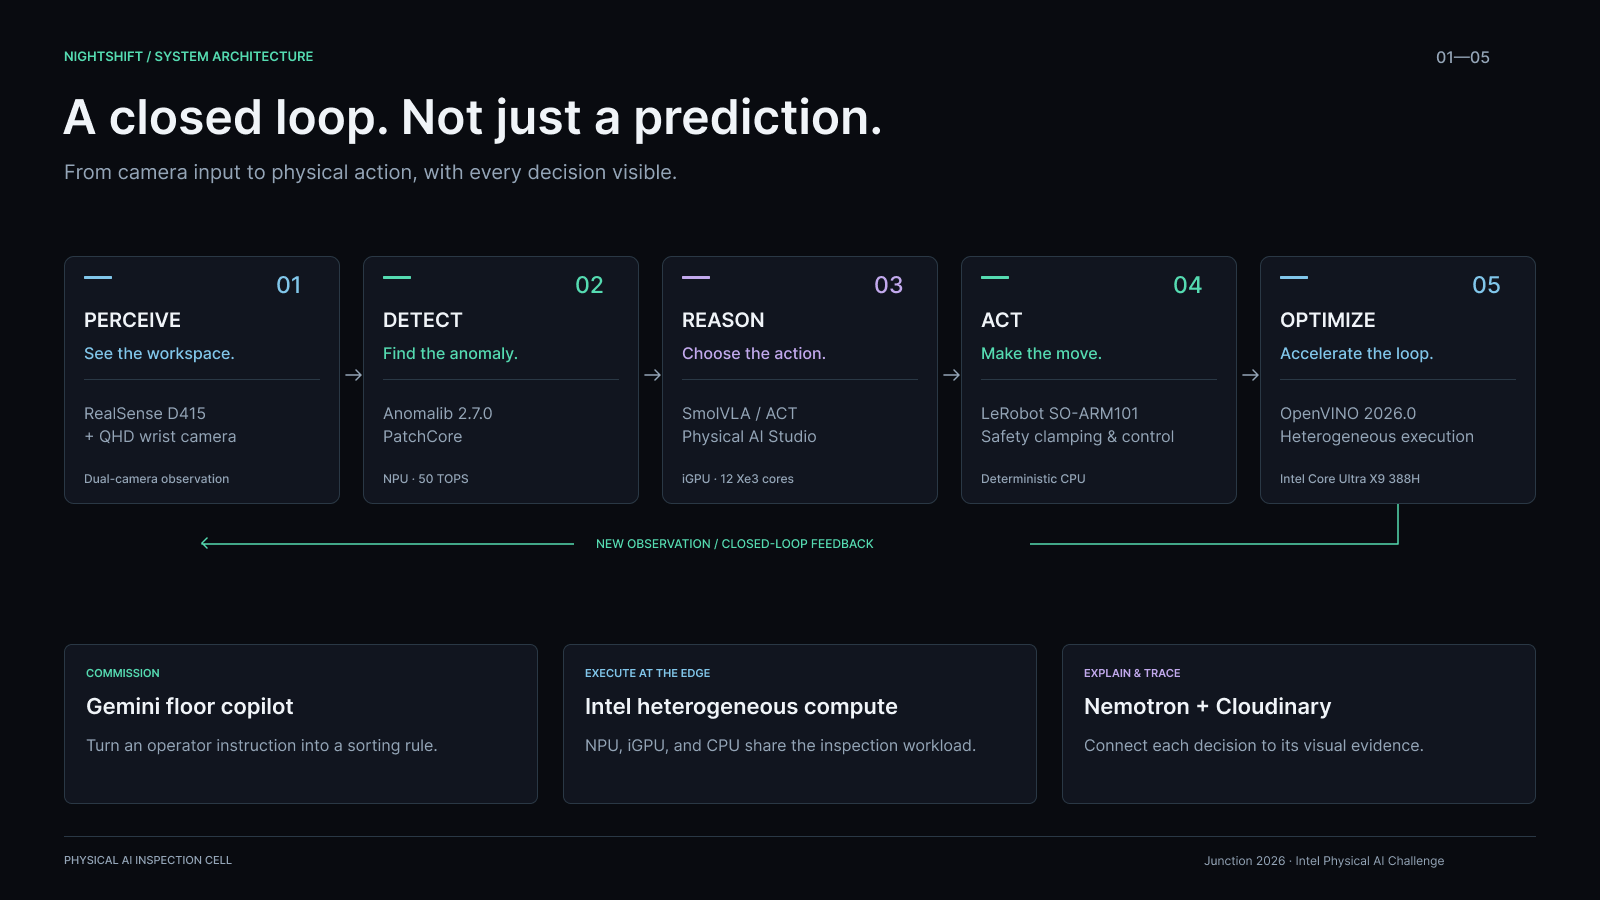 NIGHTSHIFT / SYSTEM ARCHITECTURE
01—05
A closed loop. Not just a prediction.
From camera input to physical action, with every decision visible.
01
PERCEIVE
See the workspace.
RealSense D415
+ QHD wrist camera
Dual-camera observation
→
02
DETECT
Find the anomaly.
Anomalib 2.7.0
PatchCore
NPU · 50 TOPS
→
03
REASON
Choose the action.
SmolVLA / ACT
Physical AI Studio
iGPU · 12 Xe3 cores
→
04
ACT
Make the move.
LeRobot SO-ARM101
Safety clamping & control
Deterministic CPU
→
05
OPTIMIZE
Accelerate the loop.
OpenVINO 2026.0
Heterogeneous execution
Intel Core Ultra X9 388H
NEW OBSERVATION / CLOSED-LOOP FEEDBACK
COMMISSION
Gemini floor copilot
Turn an operator instruction into a sorting rule.
EXECUTE AT THE EDGE
Intel heterogeneous compute
NPU, iGPU, and CPU share the inspection workload.
EXPLAIN & TRACE
Nemotron + Cloudinary
Connect each decision to its visual evidence.
PHYSICAL AI INSPECTION CELL
Junction 2026 · Intel Physical AI Challenge